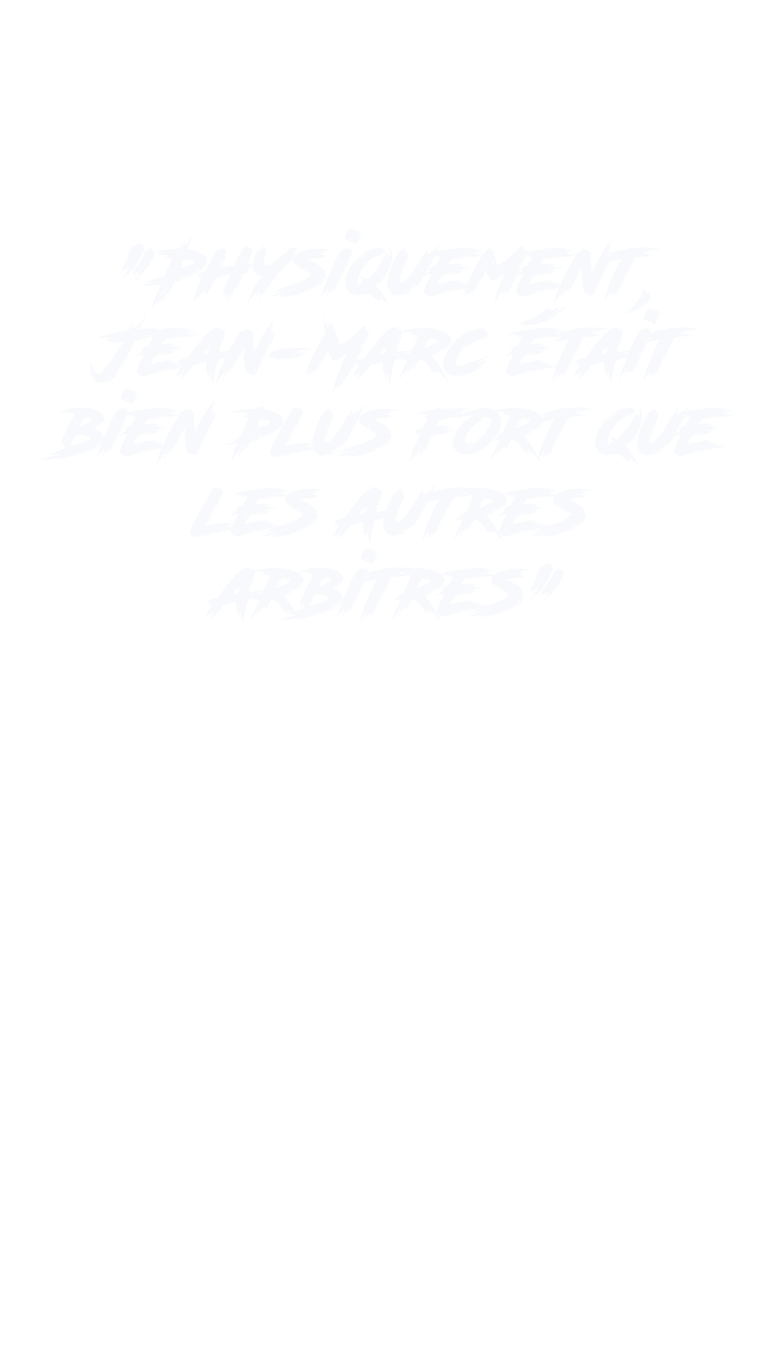 "PHYSIQUEMENT,
JEAN-MARC ÉTAIT
BIEN PLUS FORT QUE
LES AUTRES
ARBITRES"